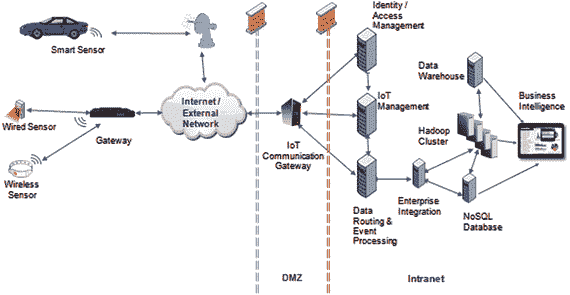 Identity /
Access
Management
Smart Sensor
Data
Warehouse
Business
Intelligence
Internet /
External
Network
IoT
Management
Wired Sensor
Gateway
Hadoop
Cluster
IoT
Communication
Gateway
Wireless
Sensor
Data
Routing &
Event
Processing
Enterprise
Integration
NoSQL
Database
DMZ
Intranet